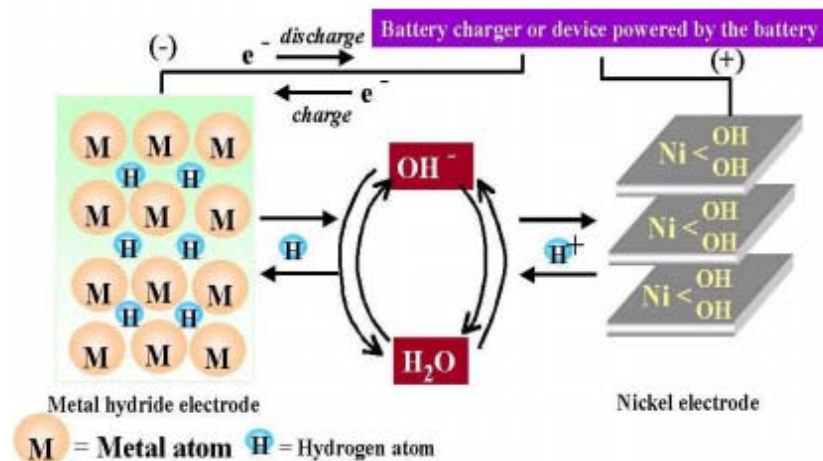 Battery charger or device powered by the battery
(-)
e⁻ discharge
(+)
e⁻
charge
M M M
H H
M M M
H H
M M M
H H
M M M
OH⁻
H
H⁺
H₂O
Ni < OH
OH
Ni < OH
OH
Ni < OH
OH
Metal hydride electrode
Nickel electrode
M = Metal atom H = Hydrogen atom